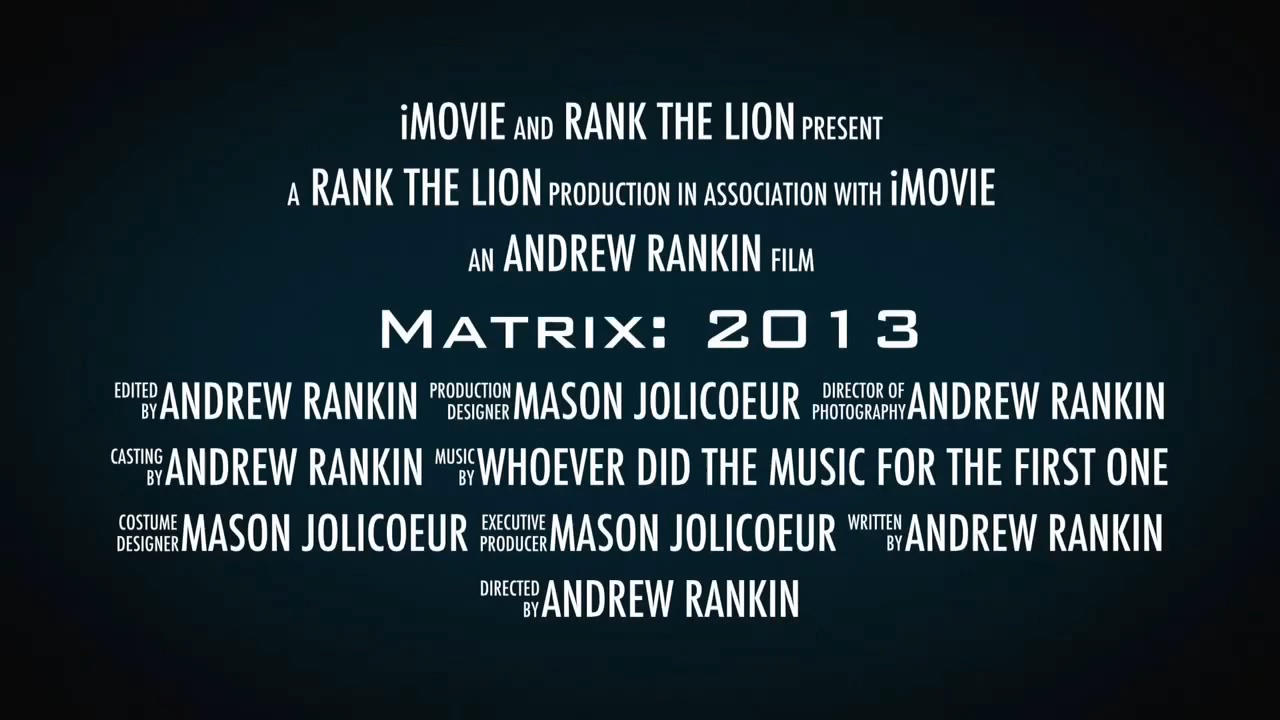 iMOVIE AND RANK THE LION PRESENT
A RANK THE LION PRODUCTION IN ASSOCIATION WITH iMOVIE
AN ANDREW RANKIN FILM
MATRIX: 2013
EDITED BY ANDREW RANKIN PRODUCTION DESIGNER MASON JOLICOEUR DIRECTOR OF PHOTOGRAPHY ANDREW RANKIN
CASTING BY ANDREW RANKIN MUSIC BY WHOEVER DID THE MUSIC FOR THE FIRST ONE
COSTUME DESIGNER MASON JOLICOEUR EXECUTIVE PRODUCER MASON JOLICOEUR WRITTEN BY ANDREW RANKIN
DIRECTED BY ANDREW RANKIN